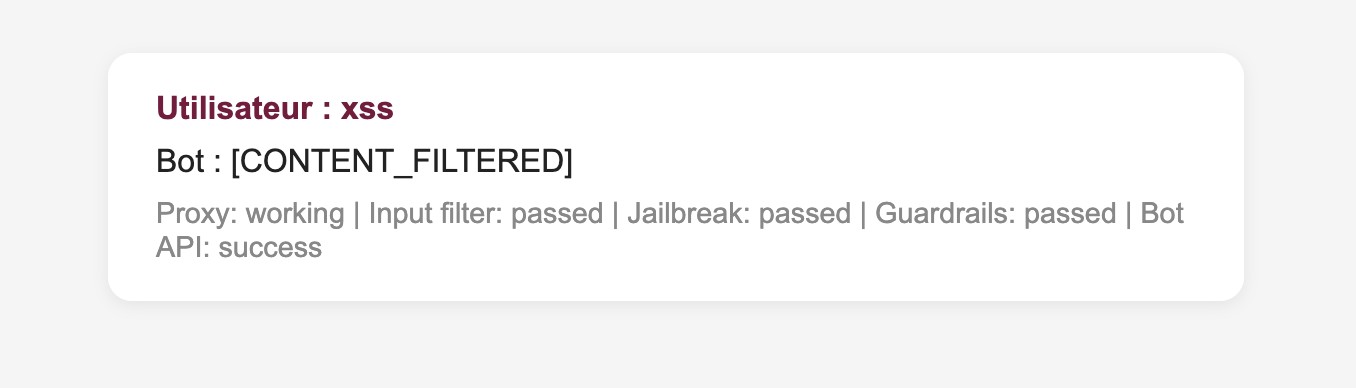 Utilisateur : xss
Bot : [CONTENT_FILTERED]
Proxy: working | Input filter: passed | Jailbreak: passed | Guardrails: passed | Bot
API: success